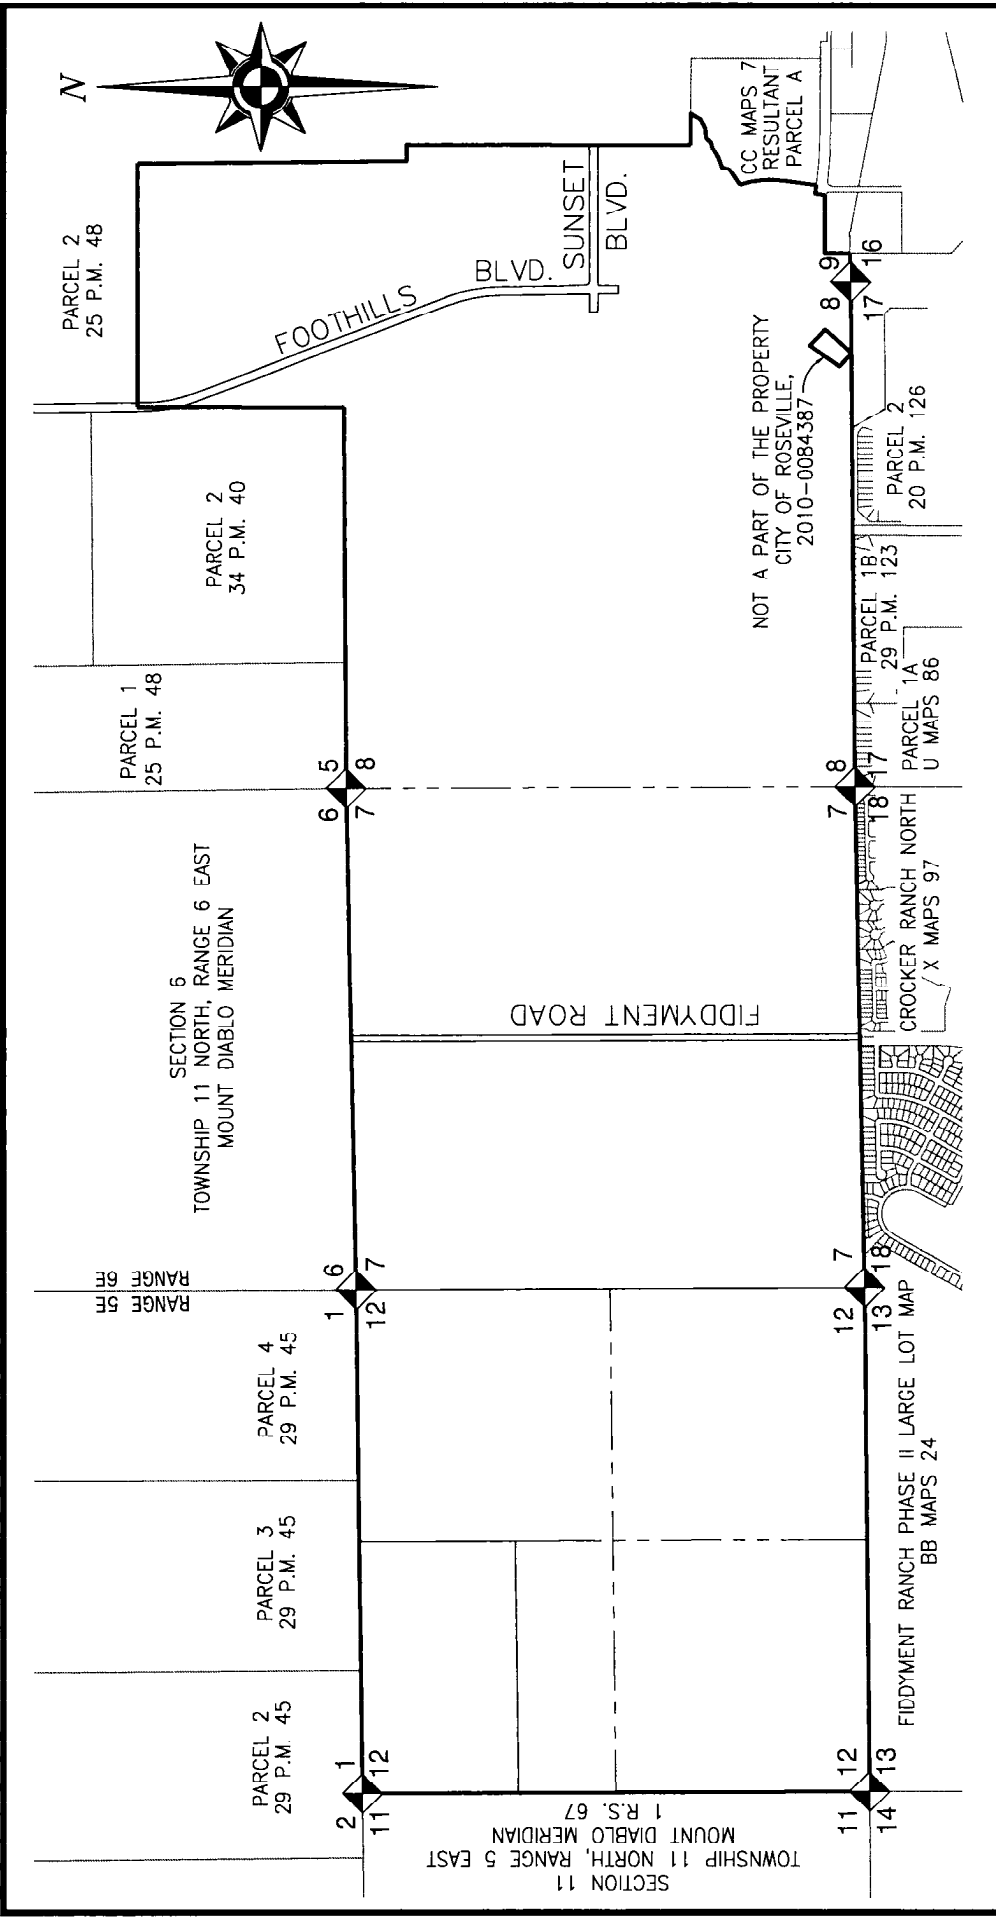 N
PARCEL 2
25 P.M. 48
CC MAPS 7
RESULTANT
PARCEL A
FOOTHILLS
BLVD.
SUNSET
BLVD.
9
16
8
17
NOT A PART OF THE PROPERTY
CITY OF ROSEVILLE,
2010-0084387
PARCEL 2
20 P.M. 126
PARCEL 2
34 P.M. 40
PARCEL 1B
29 P.M. 123
PARCEL 1
25 P.M. 48
PARCEL 1A
U MAPS 86
5
8
6
7
8
17
7
18
SECTION 6
TOWNSHIP 11 NORTH, RANGE 6 EAST
MOUNT DIABLO MERIDIAN
CROCKER RANCH NORTH
X MAPS 97
FIDDYMENT ROAD
RANGE 6E
RANGE 5E
6
7
1
12
7
18
12
13
PARCEL 4
29 P.M. 45
PARCEL 3
29 P.M. 45
PARCEL 2
29 P.M. 45
FIDDYMENT RANCH PHASE II LARGE LOT MAP
BB MAPS 24
1
12
2
11
12
13
11
14
SECTION 11
TOWNSHIP 11 NORTH, RANGE 5 EAST
MOUNT DIABLO MERIDIAN
1 R.S. 67